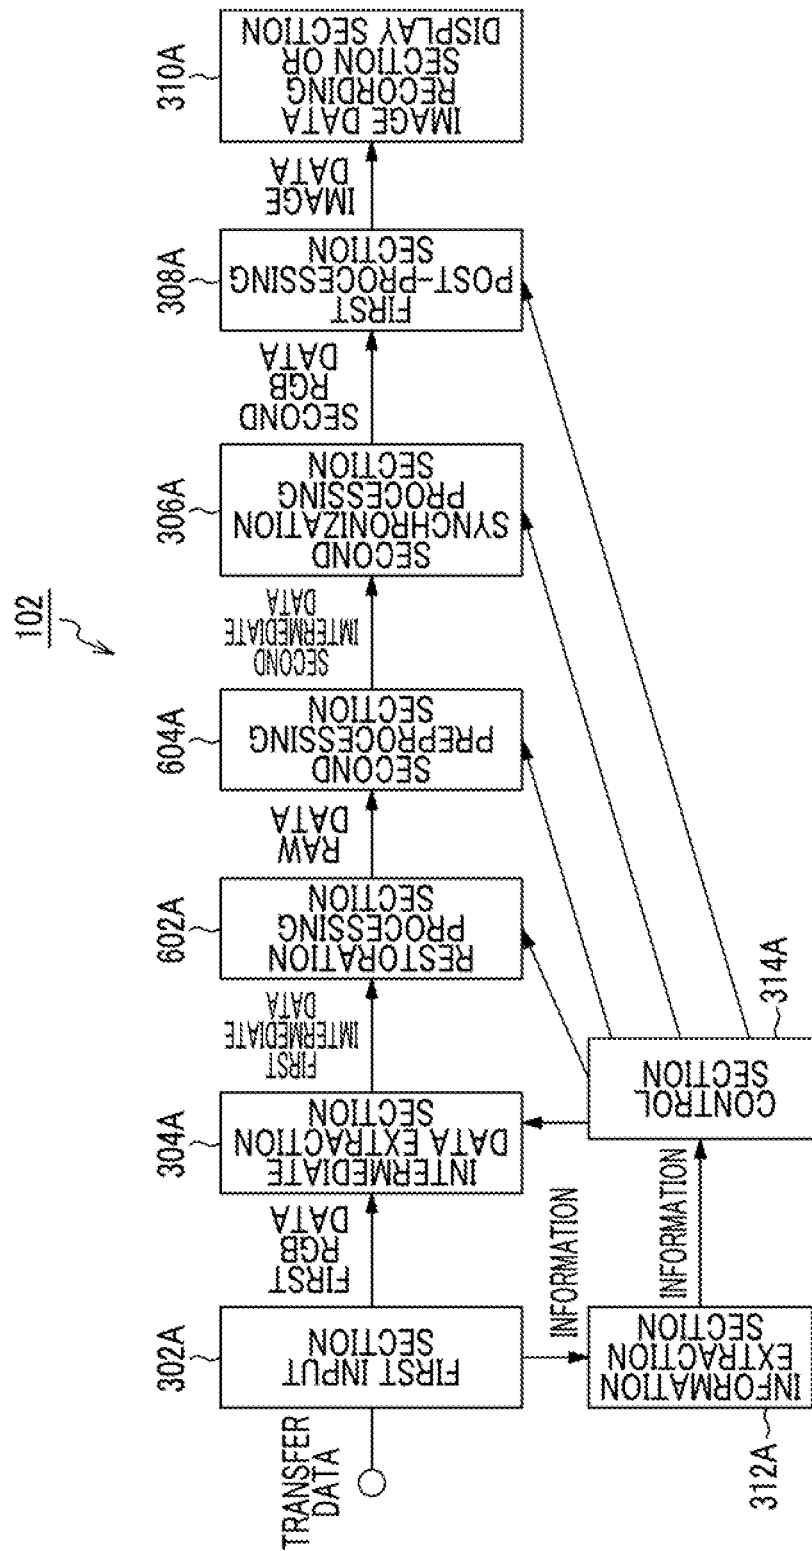 102
TRANSFER
DATA
302A
FIRST INPUT
SECTION
FIRST
RGB
DATA
304A
INTERMEDIATE
DATA EXTRACTION
SECTION
FIRST
IMTERMEDIATE
DATA
602A
RESTORATION
PROCESSING
SECTION
RAW
DATA
604A
SECOND
PREPROCESSING
SECTION
SECOND
IMTERMEDIATE
DATA
306A
SECOND
SYNCHRONIZATION
PROCESSING
SECTION
SECOND
RGB
DATA
308A
FIRST
POST-PROCESSING
SECTION
IMAGE
DATA
310A
IMAGE DATA
RECORDING
SECTION OR
DISPLAY SECTION
INFORMATION
INFORMATION
EXTRACTION
SECTION
312A
INFORMATION
CONTROL
SECTION
314A